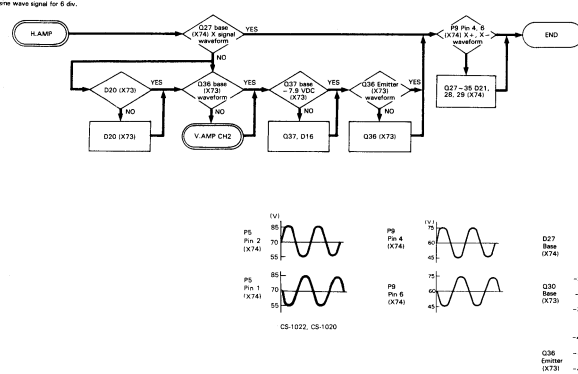 sine wave signal for 6 div.
H.AMP
Q27 base
(X74) X signal
waveform
YES
NO
P9 Pin 4, 6
(X74) X+, X−
waveform
YES
END
NO
D20 (X73)
YES
NO
Q36 base
(X73)
waveform
YES
NO
Q37 base
− 7.9 VDC
(X73)
YES
NO
Q36 Emitter
(X73)
waveform
YES
NO
Q27−35 D21,
28, 29 (X74)
D20 (X73)
V.AMP CH2
Q37, D16
Q36 (X73)
(V)
P5
Pin 2
(X74)
85
70
55
(V)
P9
Pin 4
(X74)
75
60
45
D27
Base
(X74)
P5
Pin 1
(X74)
85
70
55
P9
Pin 6
(X74)
75
60
45
Q30
Base
(X73)
CS-1022, CS-1020
Q36
Emitter
(X73)